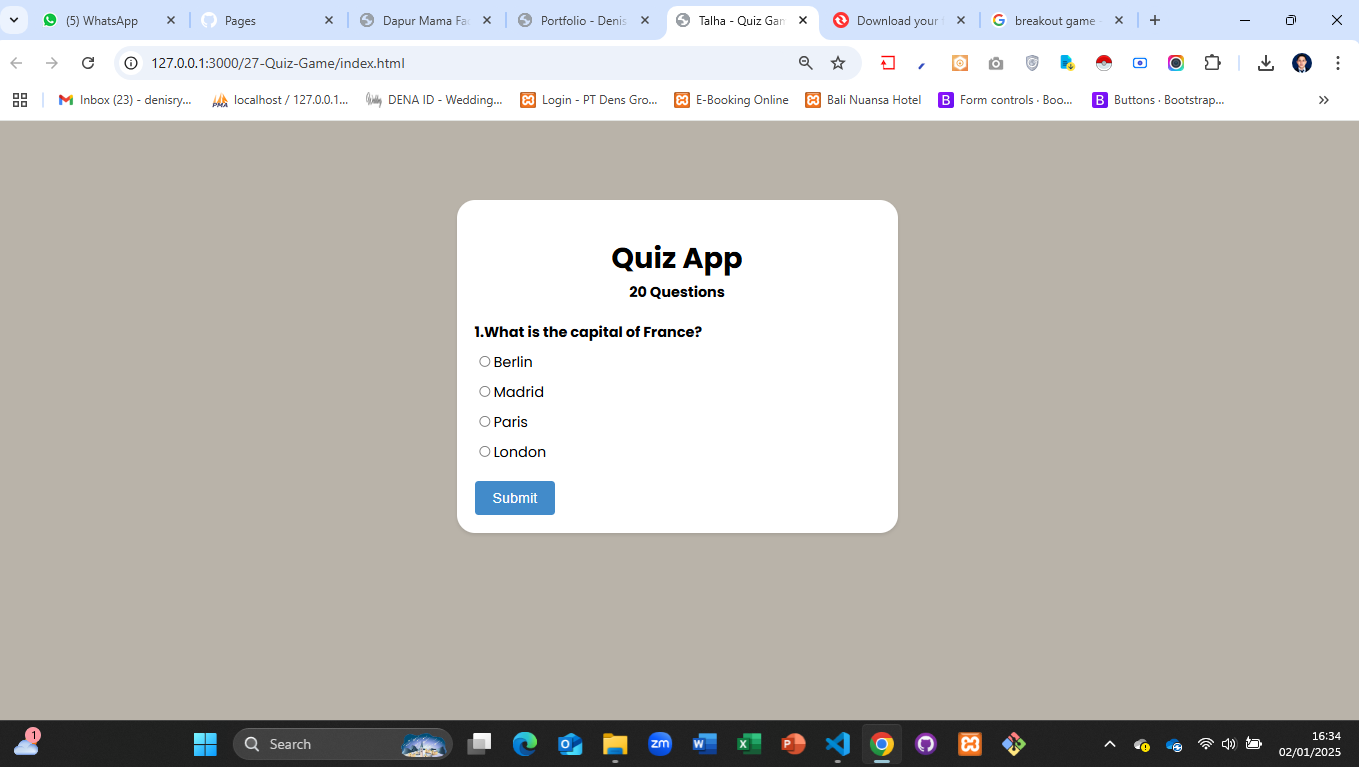 (5) WhatsApp
Pages
Dapur Mama Fac
Portfolio - Denis
Talha - Quiz Gam
Download your
breakout game
127.0.0.1:3000/27-Quiz-Game/index.html
Inbox (23) - denisry...
localhost / 127.0.0.1...
DENA ID - Wedding...
Login - PT Dens Gro...
E-Booking Online
Bali Nuansa Hotel
Form controls · Boo...
Buttons · Bootstrap...
Quiz App
20 Questions
1.What is the capital of France?
Berlin
Madrid
Paris
London
Submit
1
Search
16:34
02/01/2025